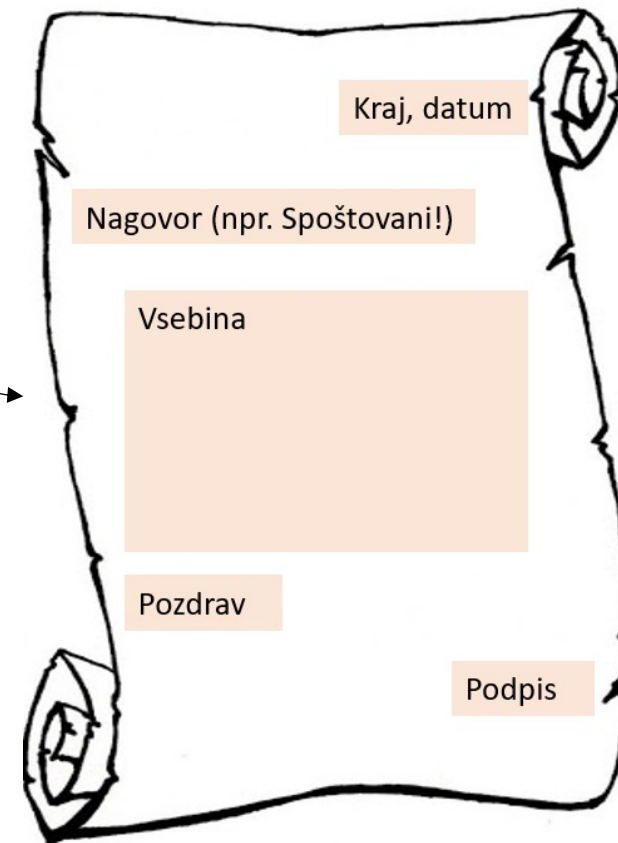 Kraj, datum
Nagovor (npr. Spoštovani!)
Vsebina
Pozdrav
Podpis